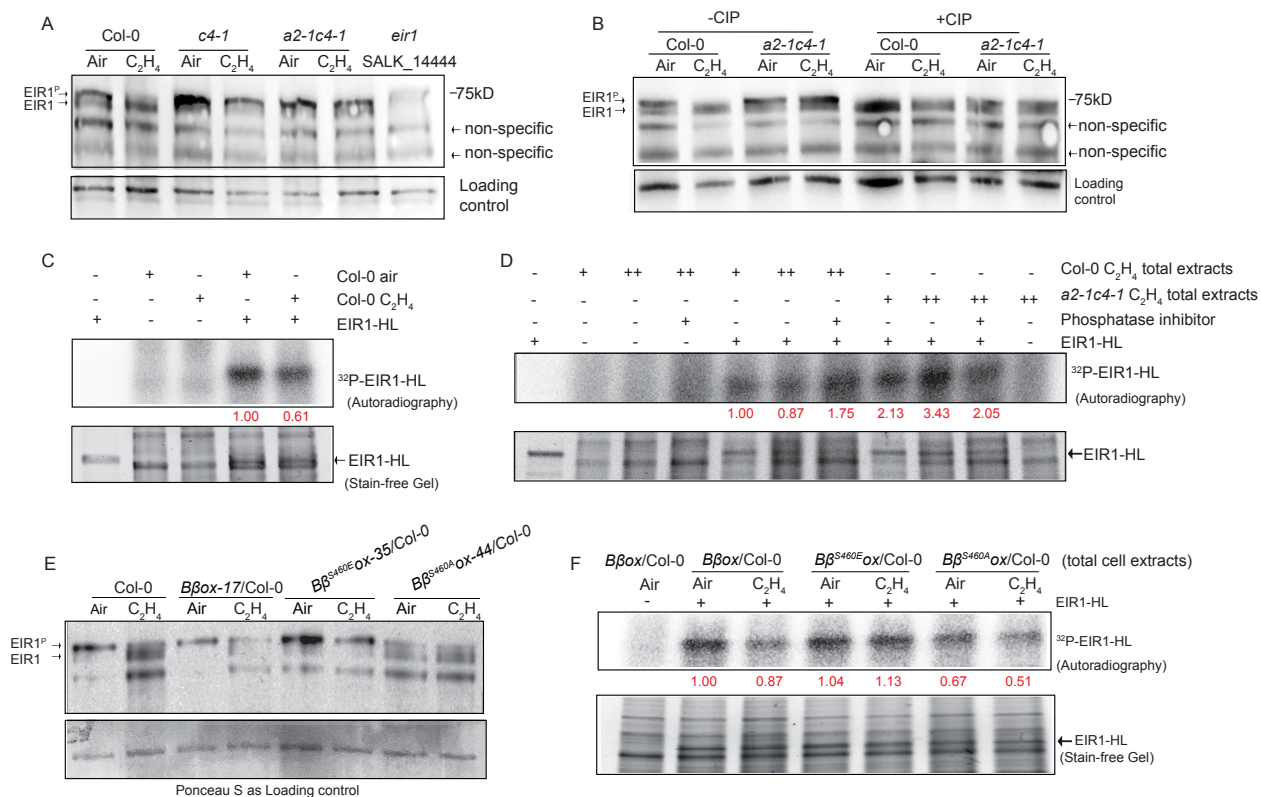 A
Col-0 c4-1 a2-1c4-1 eir1
Air C2H4 Air C2H4 Air C2H4 SALK_14444
EIR1P
EIR1
–75kD
non-specific
non-specific
Loading
control
B
-CIP +CIP
Col-0 a2-1c4-1 Col-0 a2-1c4-1
Air C2H4 Air C2H4 Air C2H4 Air C2H4
EIR1P
EIR1
–75kD
non-specific
non-specific
Loading
control
C
- + - + - Col-0 air
- - + - + Col-0 C2H4
+ - - + + EIR1-HL
32P-EIR1-HL
(Autoradiography)
1.00 0.61
EIR1-HL
(Stain-free Gel)
D
- + ++ ++ + ++ ++ - - - - Col-0 C2H4 total extracts
- - - - - - - + ++ ++ ++ a2-1c4-1 C2H4 total extracts
- - - + - - + - - + - Phosphatase inhibitor
+ - - - + + + + + + - EIR1-HL
32P-EIR1-HL
(Autoradiography)
1.00 0.87 1.75 2.13 3.43 2.05
EIR1-HL
E
Col-0 Bβox-17/Col-0 BβS460Eox-35/Col-0 BβS460Aox-44/Col-0
Air C2H4 Air C2H4 Air C2H4 Air C2H4
EIR1P
EIR1
Ponceau S as Loading control
F
Bβox/Col-0 Bβox/Col-0 BβS460Eox/Col-0 BβS460Aox/Col-0 (total cell extracts)
Air Air C2H4 Air C2H4 Air C2H4
- + + + + + + EIR1-HL
32P-EIR1-HL
(Autoradiography)
1.00 0.87 1.04 1.13 0.67 0.51
EIR1-HL
(Stain-free Gel)